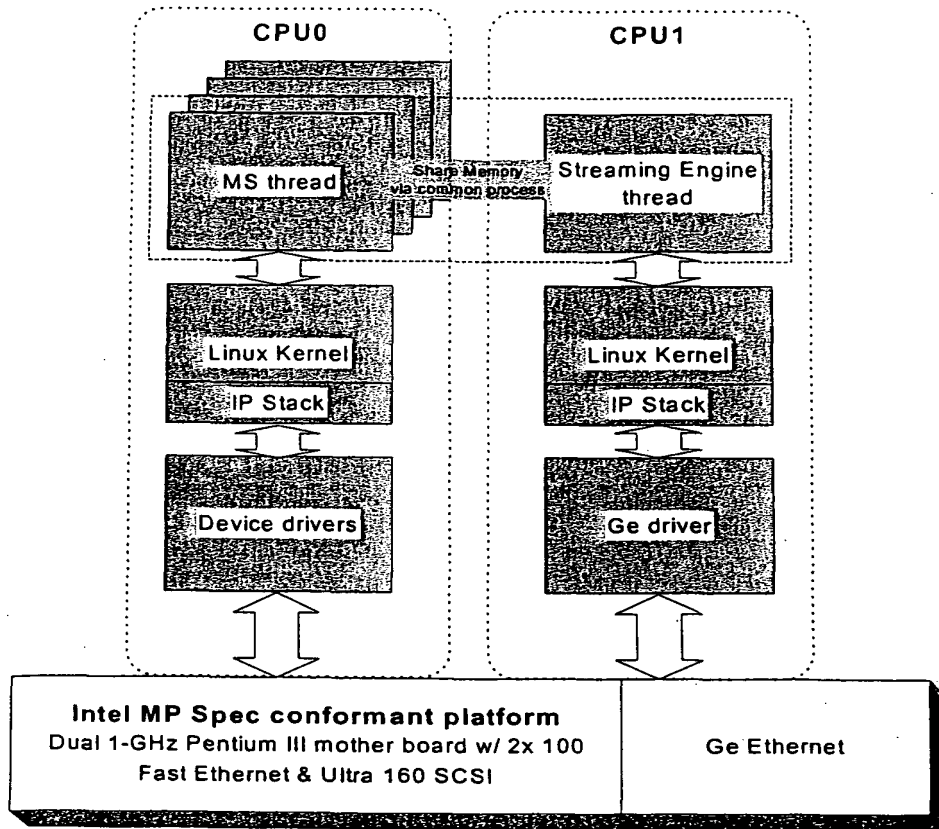 CPU0
CPU1
MS thread
Share Memory
via common process
Streaming Engine
thread
Linux Kernel
IP Stack
Linux Kernel
IP Stack
Device drivers
Ge driver
Intel MP Spec conformant platform
Dual 1-GHz Pentium III mother board w/ 2x 100
Fast Ethernet & Ultra 160 SCSI
Ge Ethernet